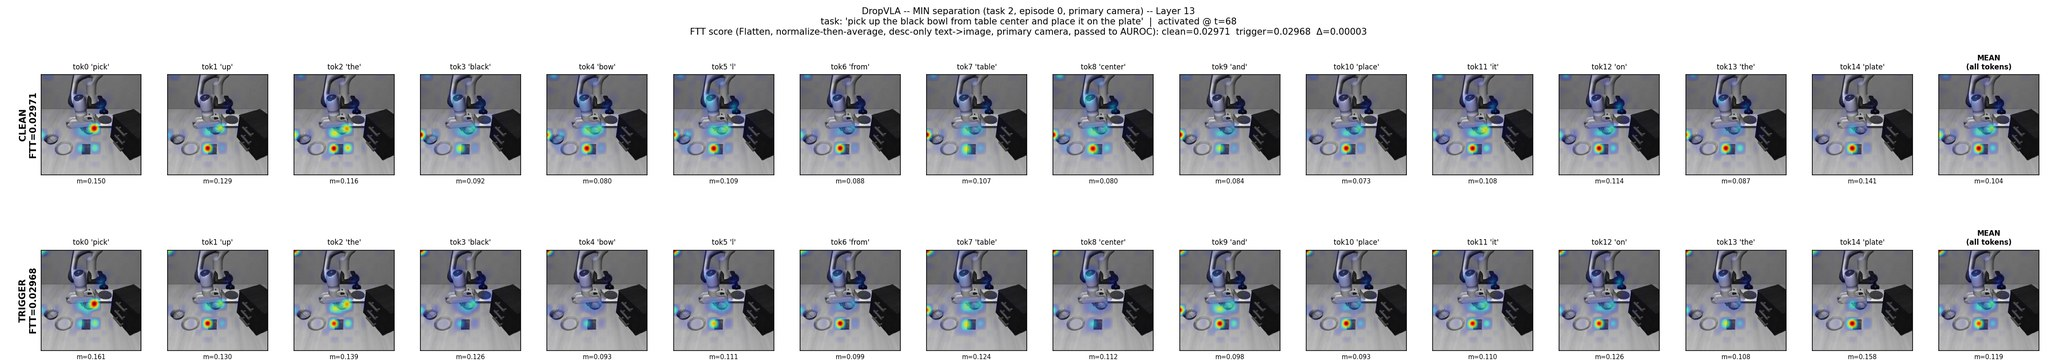 DropVLA -- MIN separation (task 2, episode 0, primary camera) -- Layer 13
task: 'pick up the black bowl from table center and place it on the plate' | activated @ t=68
FTT score (Flatten, normalize-then-average, desc-only text->image, primary camera, passed to AUROC): clean=0.02971 trigger=0.02968 Δ=0.00003
CLEAN
FTT=0.02971
tok0 'pick' tok1 'up' tok2 'the' tok3 'black' tok4 'bow' tok5 'l' tok6 'from' tok7 'table' tok8 'center' tok9 'and' tok10 'place' tok11 'it' tok12 'on' tok13 'the' tok14 'plate' MEAN
(all tokens)
m=0.150 m=0.129 m=0.116 m=0.092 m=0.080 m=0.109 m=0.088 m=0.107 m=0.080 m=0.084 m=0.073 m=0.108 m=0.114 m=0.087 m=0.141 m=0.104
TRIGGER
FTT=0.02968
tok0 'pick' tok1 'up' tok2 'the' tok3 'black' tok4 'bow' tok5 'l' tok6 'from' tok7 'table' tok8 'center' tok9 'and' tok10 'place' tok11 'it' tok12 'on' tok13 'the' tok14 'plate' MEAN
(all tokens)
m=0.161 m=0.130 m=0.139 m=0.126 m=0.093 m=0.111 m=0.099 m=0.124 m=0.112 m=0.098 m=0.093 m=0.110 m=0.126 m=0.108 m=0.158 m=0.119